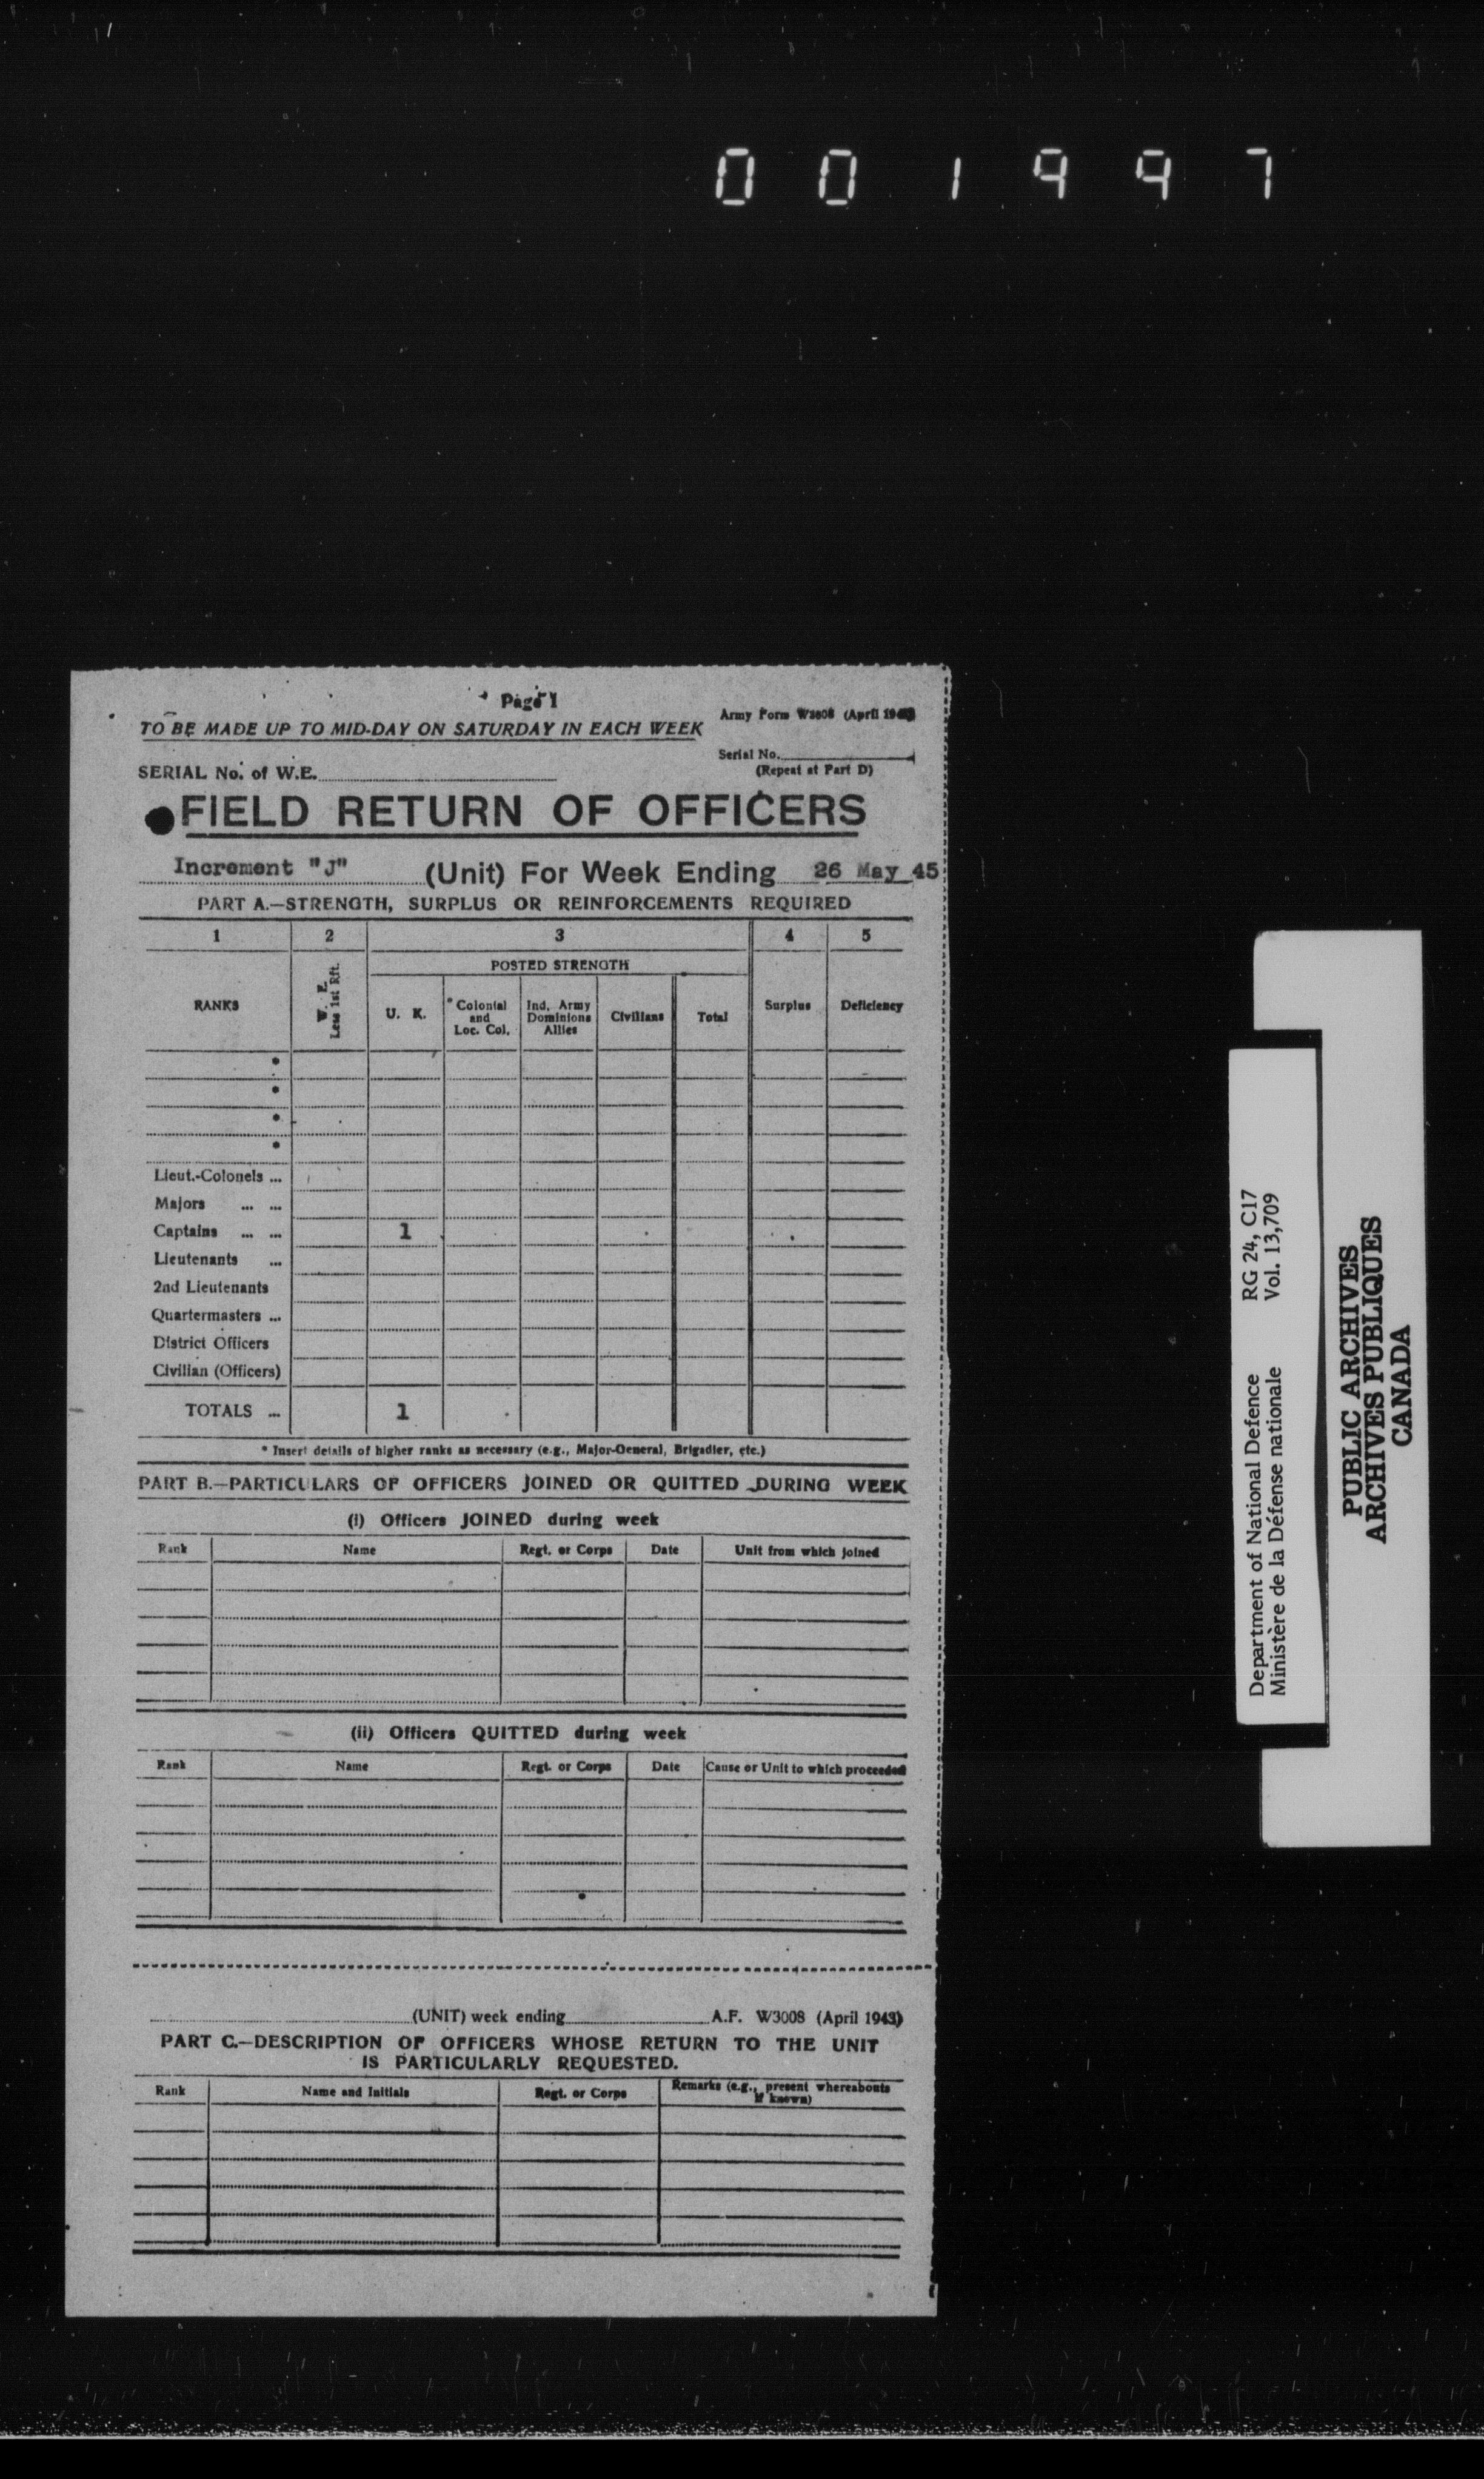 001997
Page 1
TO BE MADE UP TO MID-DAY ON SATURDAY IN EACH WEEK
Army Form W3008 (April 1943)
Serial No.
(Repeat at Part D)
SERIAL No. of W.E.
FIELD RETURN OF OFFICERS
Increment "J" (Unit) For Week Ending 26 May 45
PART A.—STRENGTH, SURPLUS OR REINFORCEMENTS REQUIRED
1 2 3 4 5
POSTED STRENGTH
RANKS
W. E.
Less 1st Rft.
U. K.
* Colonial
and
Loc. Col.
Ind. Army
Dominions
Allies
Civilians
Total
Surplus
Deficiency
*
*
*
*
Lieut.-Colonels ...
Majors ... ...
Captains ... ... 1
Lieutenants ...
2nd Lieutenants
Quartermasters ...
District Officers
Civilian (Officers)
TOTALS ... 1
* Insert details of higher ranks as necessary (e.g., Major-General, Brigadier, etc.)
PART B.—PARTICULARS OF OFFICERS JOINED OR QUITTED DURING WEEK
(i) Officers JOINED during week
Rank Name Regt. or Corps Date Unit from which joined
(ii) Officers QUITTED during week
Rank Name Regt. or Corps Date Cause or Unit to which proceeded
(UNIT) week ending A.F. W3008 (April 1943)
PART C.—DESCRIPTION OF OFFICERS WHOSE RETURN TO THE UNIT
IS PARTICULARLY REQUESTED.
Rank Name and Initials Regt. or Corps Remarks (e.g., present whereabouts
if known)
Department of National Defence RG 24, C17
Ministère de la Défense nationale Vol. 13,709
PUBLIC ARCHIVES
ARCHIVES PUBLIQUES
CANADA